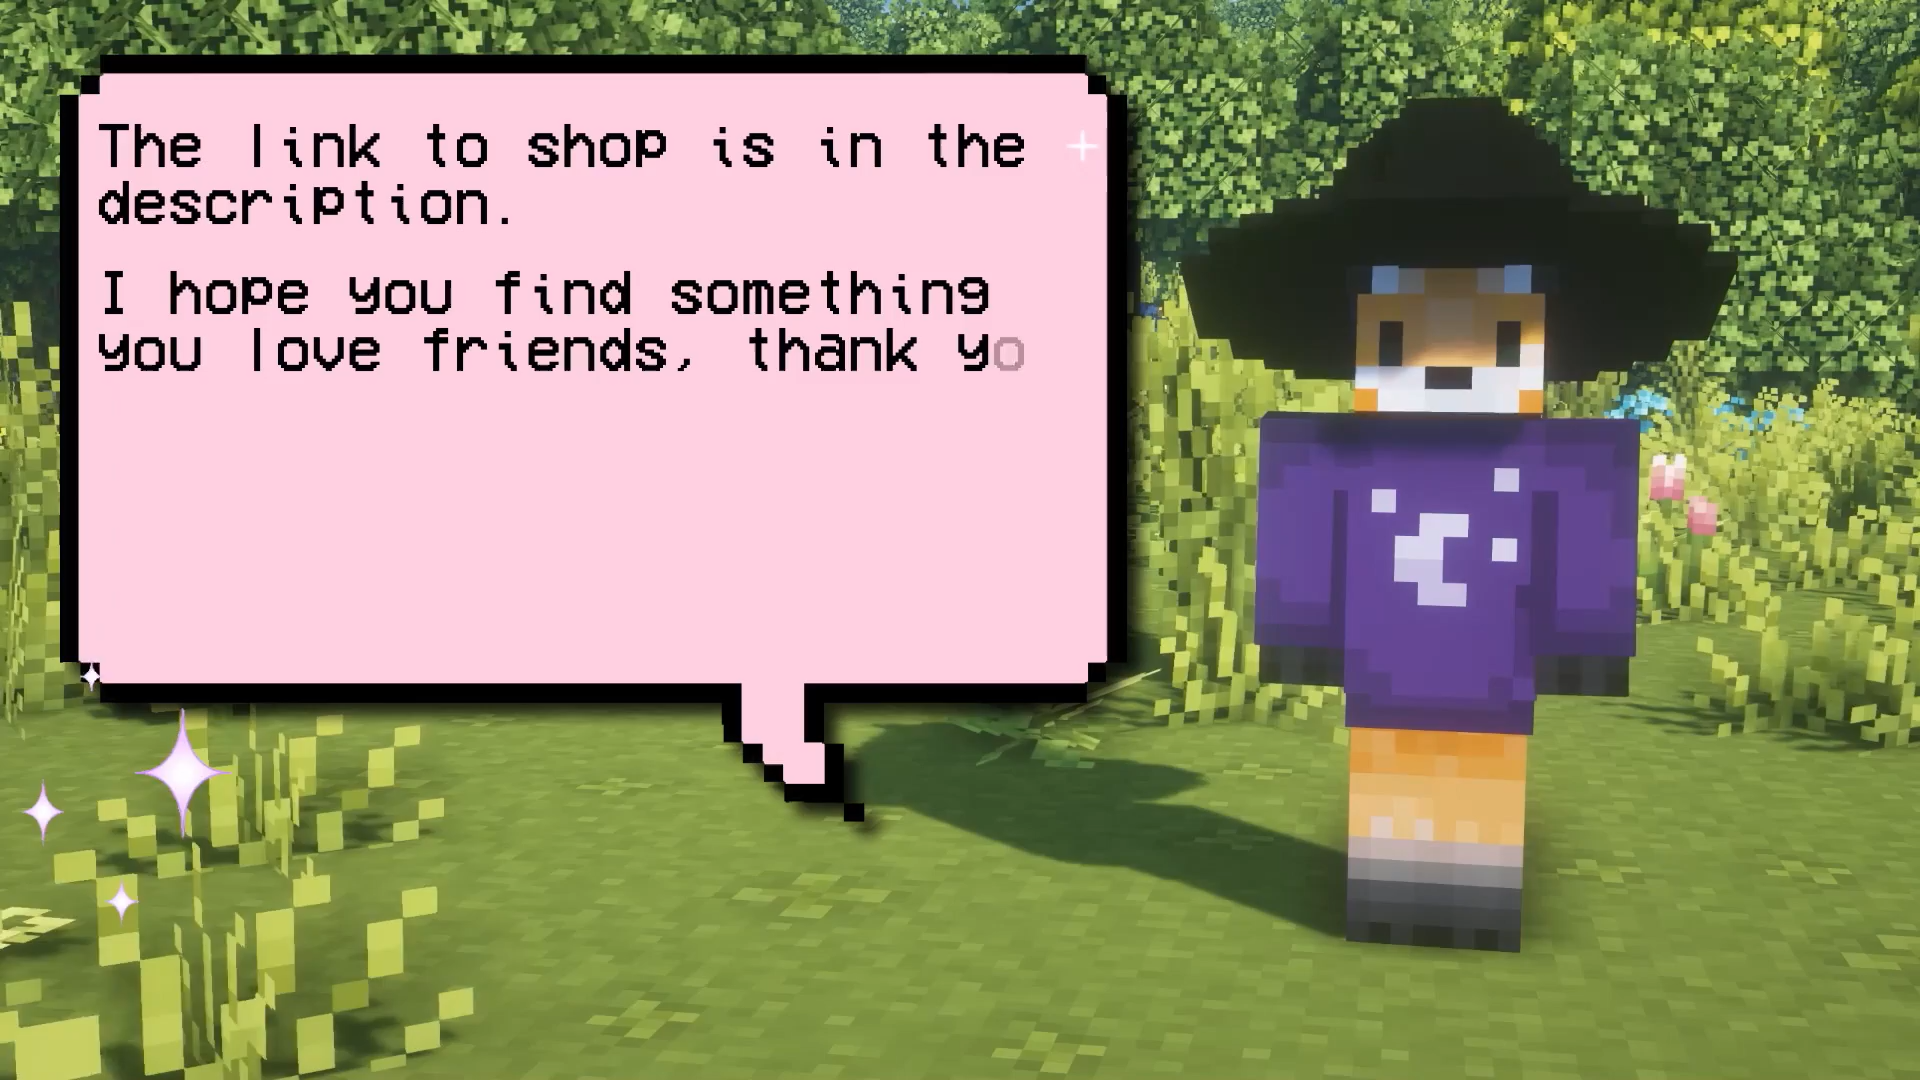 The link to shop is in the
description.
I hope you find something
you love friends, thank yo